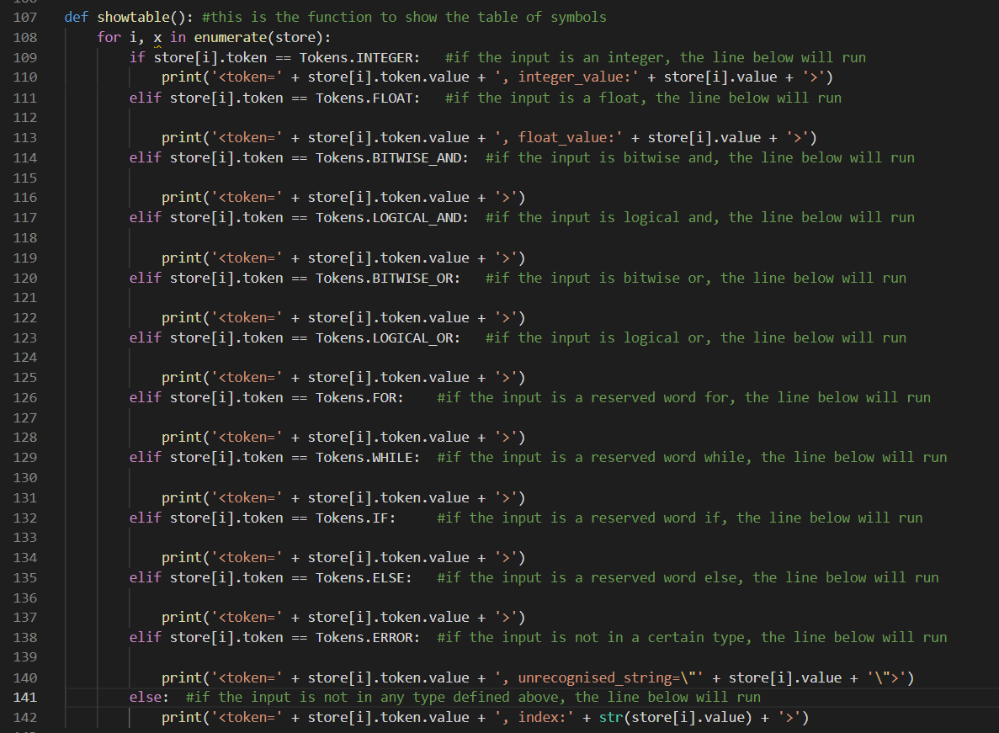 107 def showtable(): #this is the function to show the table of symbols
108     for i, x in enumerate(store):
109         if store[i].token == Tokens.INTEGER:   #if the input is an integer, the line below will run
110             print('<token=' + store[i].token.value + ', integer_value:' + store[i].value + '>')
111         elif store[i].token == Tokens.FLOAT:   #if the input is a float, the line below will run
112
113             print('<token=' + store[i].token.value + ', float_value:' + store[i].value + '>')
114         elif store[i].token == Tokens.BITWISE_AND:  #if the input is bitwise and, the line below will run
115
116             print('<token=' + store[i].token.value + '>')
117         elif store[i].token == Tokens.LOGICAL_AND:  #if the input is logical and, the line below will run
118
119             print('<token=' + store[i].token.value + '>')
120         elif store[i].token == Tokens.BITWISE_OR:   #if the input is bitwise or, the line below will run
121
122             print('<token=' + store[i].token.value + '>')
123         elif store[i].token == Tokens.LOGICAL_OR:   #if the input is logical or, the line below will run
124
125             print('<token=' + store[i].token.value + '>')
126         elif store[i].token == Tokens.FOR:    #if the input is a reserved word for, the line below will run
127
128             print('<token=' + store[i].token.value + '>')
129         elif store[i].token == Tokens.WHILE:  #if the input is a reserved word while, the line below will run
130
131             print('<token=' + store[i].token.value + '>')
132         elif store[i].token == Tokens.IF:     #if the input is a reserved word if, the line below will run
133
134             print('<token=' + store[i].token.value + '>')
135         elif store[i].token == Tokens.ELSE:   #if the input is a reserved word else, the line below will run
136
137             print('<token=' + store[i].token.value + '>')
138         elif store[i].token == Tokens.ERROR:  #if the input is not in a certain type, the line below will run
139
140             print('<token=' + store[i].token.value + ', unrecognised_string=\"' + store[i].value + '\">')
141         else:  #if the input is not in any type defined above, the line below will run
142             print('<token=' + store[i].token.value + ', index:' + str(store[i].value) + '>')